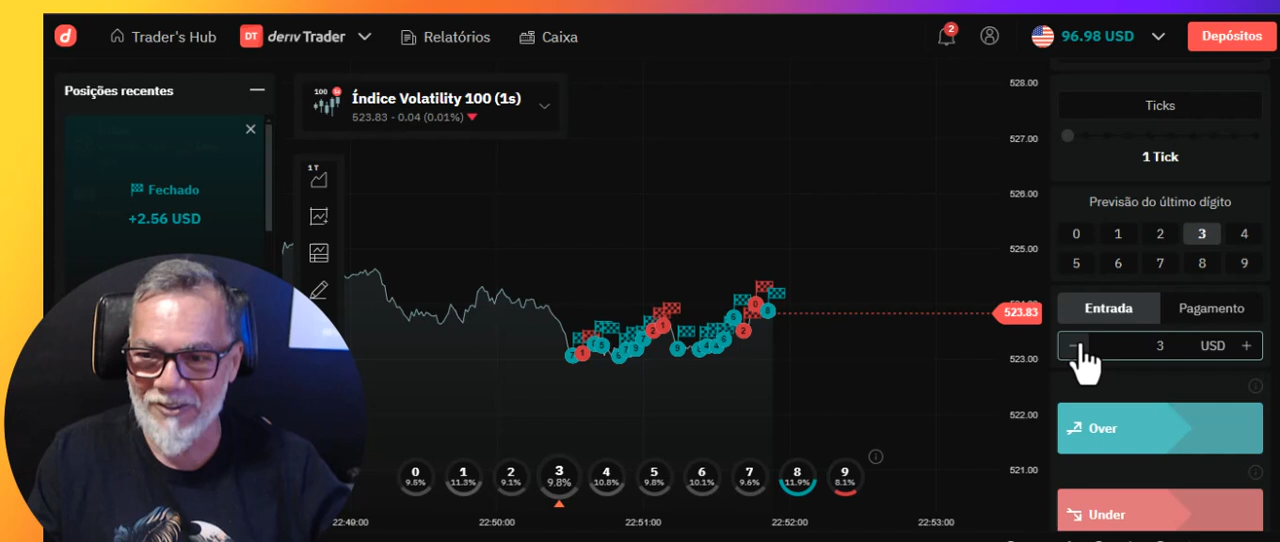 Trader's Hub
DT
deriv Trader
Relatórios
Caixa
2
96.98 USD
Depósitos
Posições recentes
Fechado
+2.56 USD
100
Índice Volatility 100 (1s)
523.83 - 0.04 (0.01%)
1 T
528.00
527.00
526.00
525.00
523.83
523.00
522.00
521.00
0 1 2 3 4 5 6 7 8 9
9.5% 11.3% 9.1% 9.8% 10.8% 9.8% 10.1% 9.6% 11.9% 8.1%
22:49:00 22:50:00 22:51:00 22:52:00 22:53:00
Ticks
1 Tick
Previsão do último dígito
0 1 2 3 4
5 6 7 8 9
Entrada Pagamento
3 USD +
Over
Under